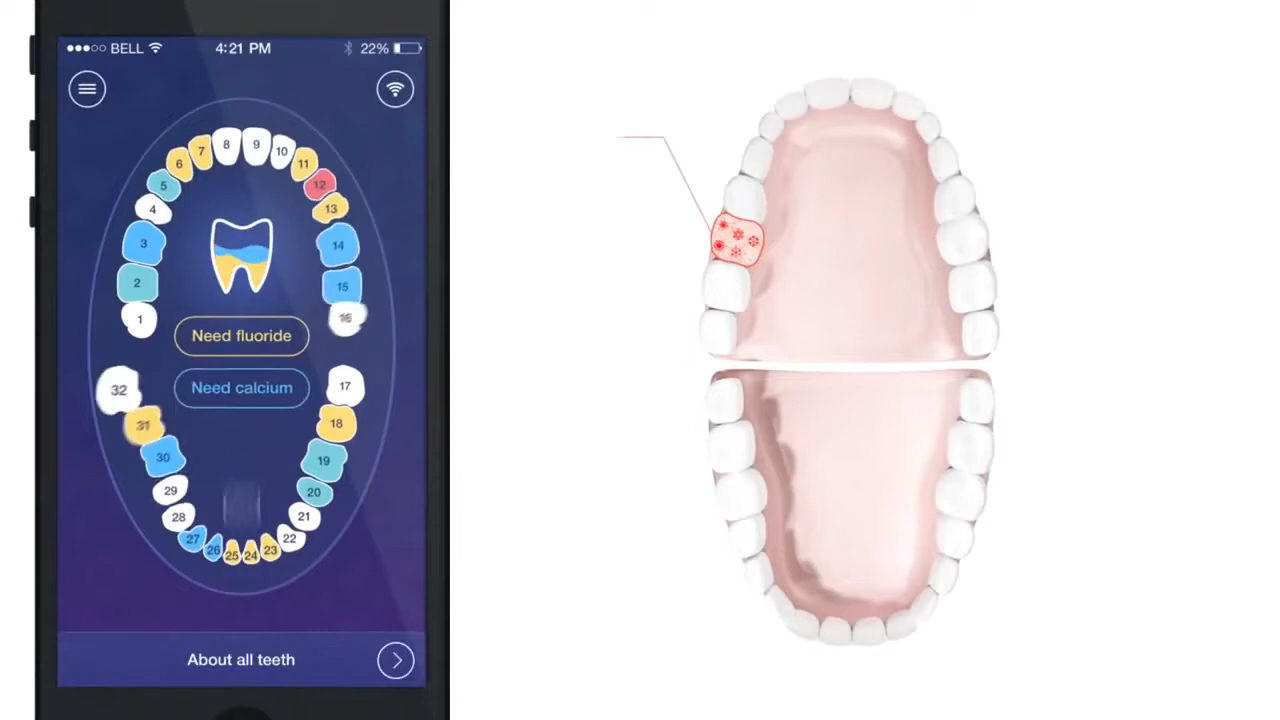 BELL 4:21 PM 22%
8 9
7 10
6 11
5 12
4 13
3 14
2 15
1 16
Need fluoride
Need calcium
32 17
31 18
30 19
29 20
28 21
27 22
26 25 24 23
About all teeth